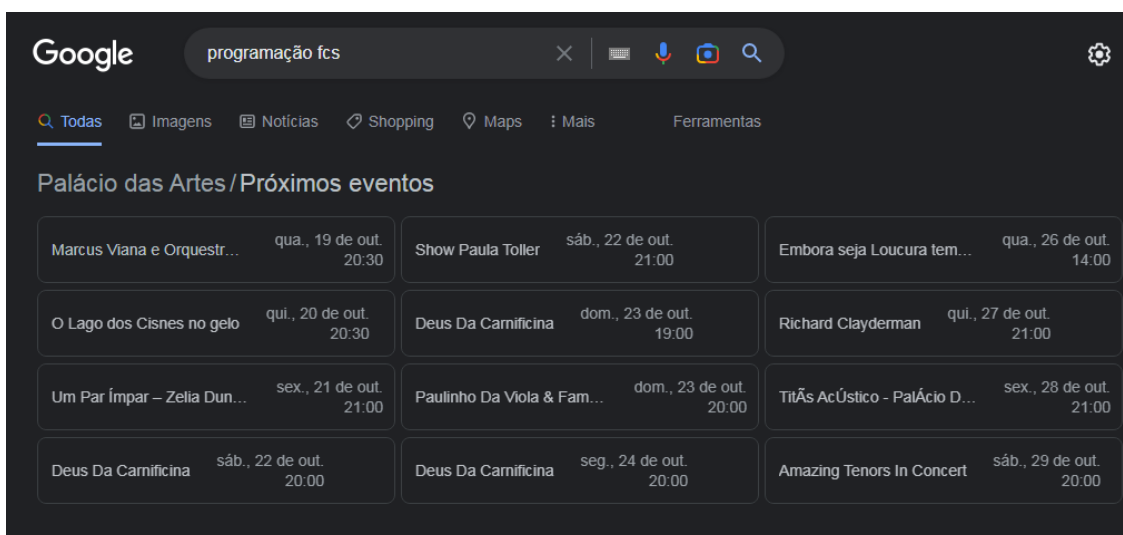 Google
programação fcs
Todas Imagens Notícias Shopping Maps Mais Ferramentas
Palácio das Artes/Próximos eventos
Marcus Viana e Orquestr...
qua., 19 de out.
20:30
Show Paula Toller
sáb., 22 de out.
21:00
Embora seja Loucura tem...
qua., 26 de out.
14:00
O Lago dos Cisnes no gelo
qui., 20 de out.
20:30
Deus Da Carnificina
dom., 23 de out.
19:00
Richard Clayderman
qui., 27 de out.
21:00
Um Par Ímpar – Zelia Dun...
sex., 21 de out.
21:00
Paulinho Da Viola & Fam...
dom., 23 de out.
20:00
TitÃs AcÚstico - PalÁcio D...
sex., 28 de out.
21:00
Deus Da Carnificina
sáb., 22 de out.
20:00
Deus Da Carnificina
seg., 24 de out.
20:00
Amazing Tenors In Concert
sáb., 29 de out.
20:00